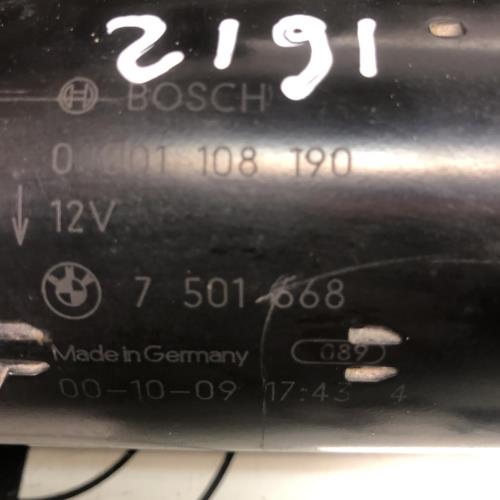 BOSCH
0 001 108 190
12V
BMW 7 501 668
Made in Germany 089
00-10-09 17:43 4